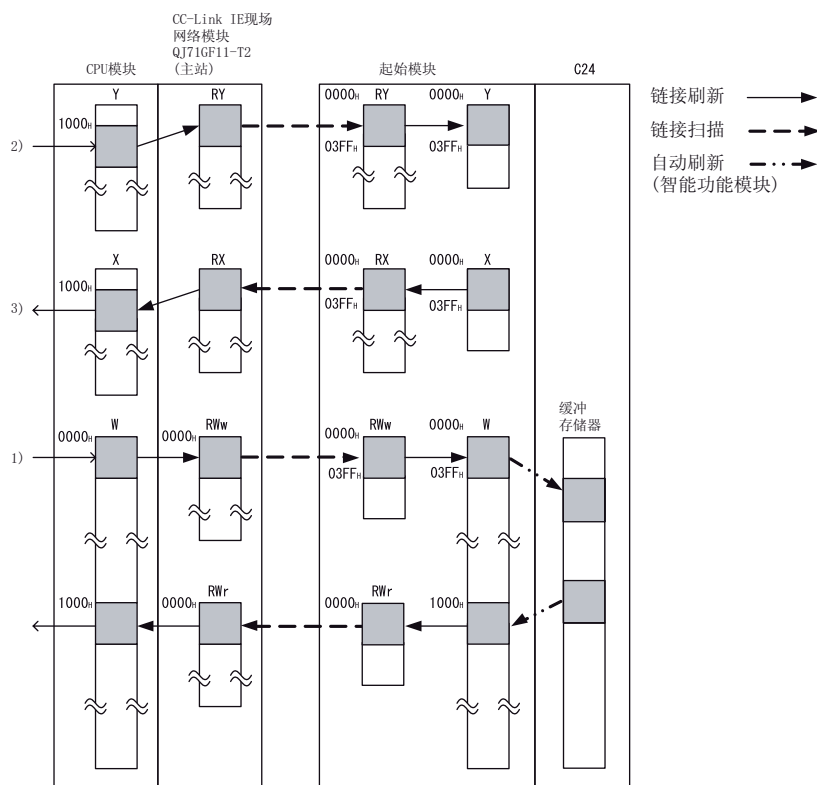 CC-Link IE现场
网络模块
QJ71GF11-T2
CPU模块 (主站) 起始模块 C24
Y RY 0000H RY 0000H Y
1000H
2) 03FFH 03FFH
X RX 0000H RX 0000H X
1000H
3) 03FFH 03FFH
缓冲
存储器
W RWw RWw 0000H W
0000H 0000H 0000H
1) 03FFH 03FFH
RWr RWr
1000H 0000H 0000H 1000H
链接刷新
链接扫描
自动刷新
(智能功能模块)